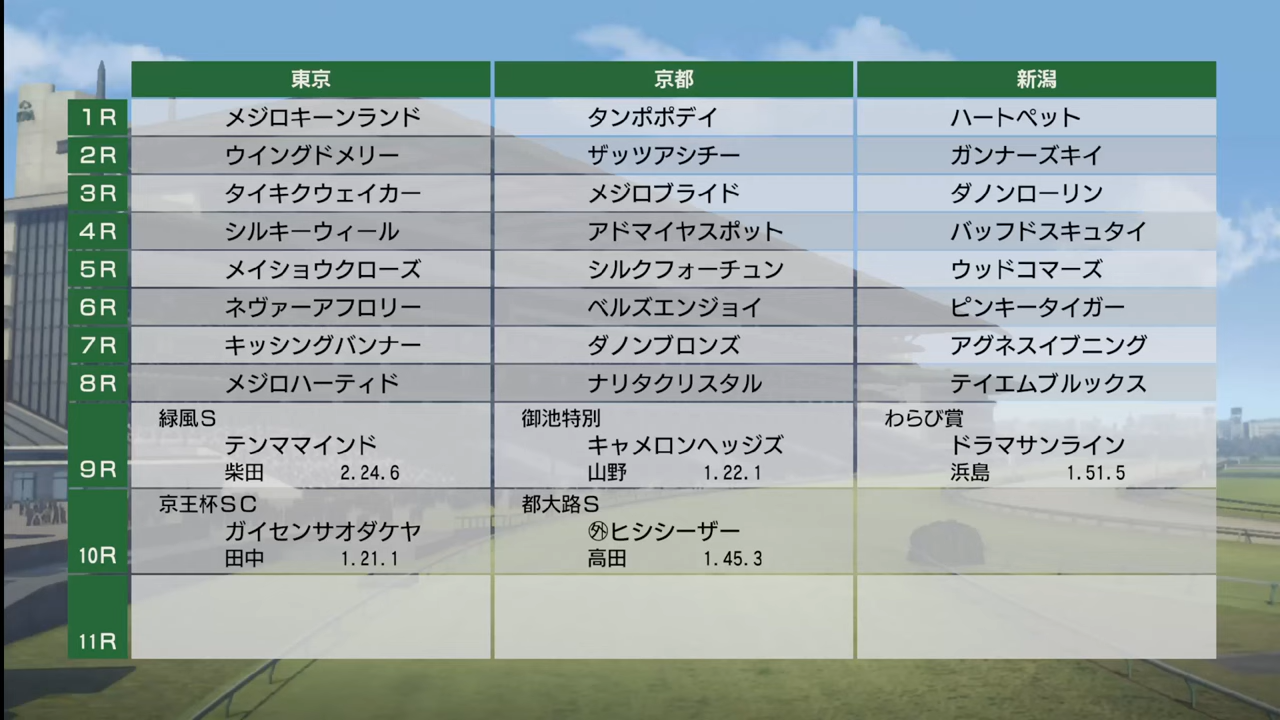 東京 京都 新潟
1R メジロキーンランド タンポポデイ ハートペット
2R ウイングドメリー ザッツアシチー ガンナーズキイ
3R タイキクウェイカー メジロブライド ダノンローリン
4R シルキーウィール アドマイヤスポット バッフドスキュタイ
5R メイショウクローズ シルクフォーチュン ウッドコマーズ
6R ネヴァーアフロリー ベルズエンジョイ ピンキータイガー
7R キッシングバンナー ダノンブロンズ アグネスイブニング
8R メジロハーティド ナリタクリスタル テイエムブルックス
緑風S 御池特別 わらび賞
テンママインド キャメロンヘッジズ ドラマサンライン
9R 柴田 2.24.6 山野 1.22.1 浜島 1.51.5
京王杯SC 都大路S
ガイセンサオダケヤ ㊕ヒシシーザー
10R 田中 1.21.1 高田 1.45.3
11R